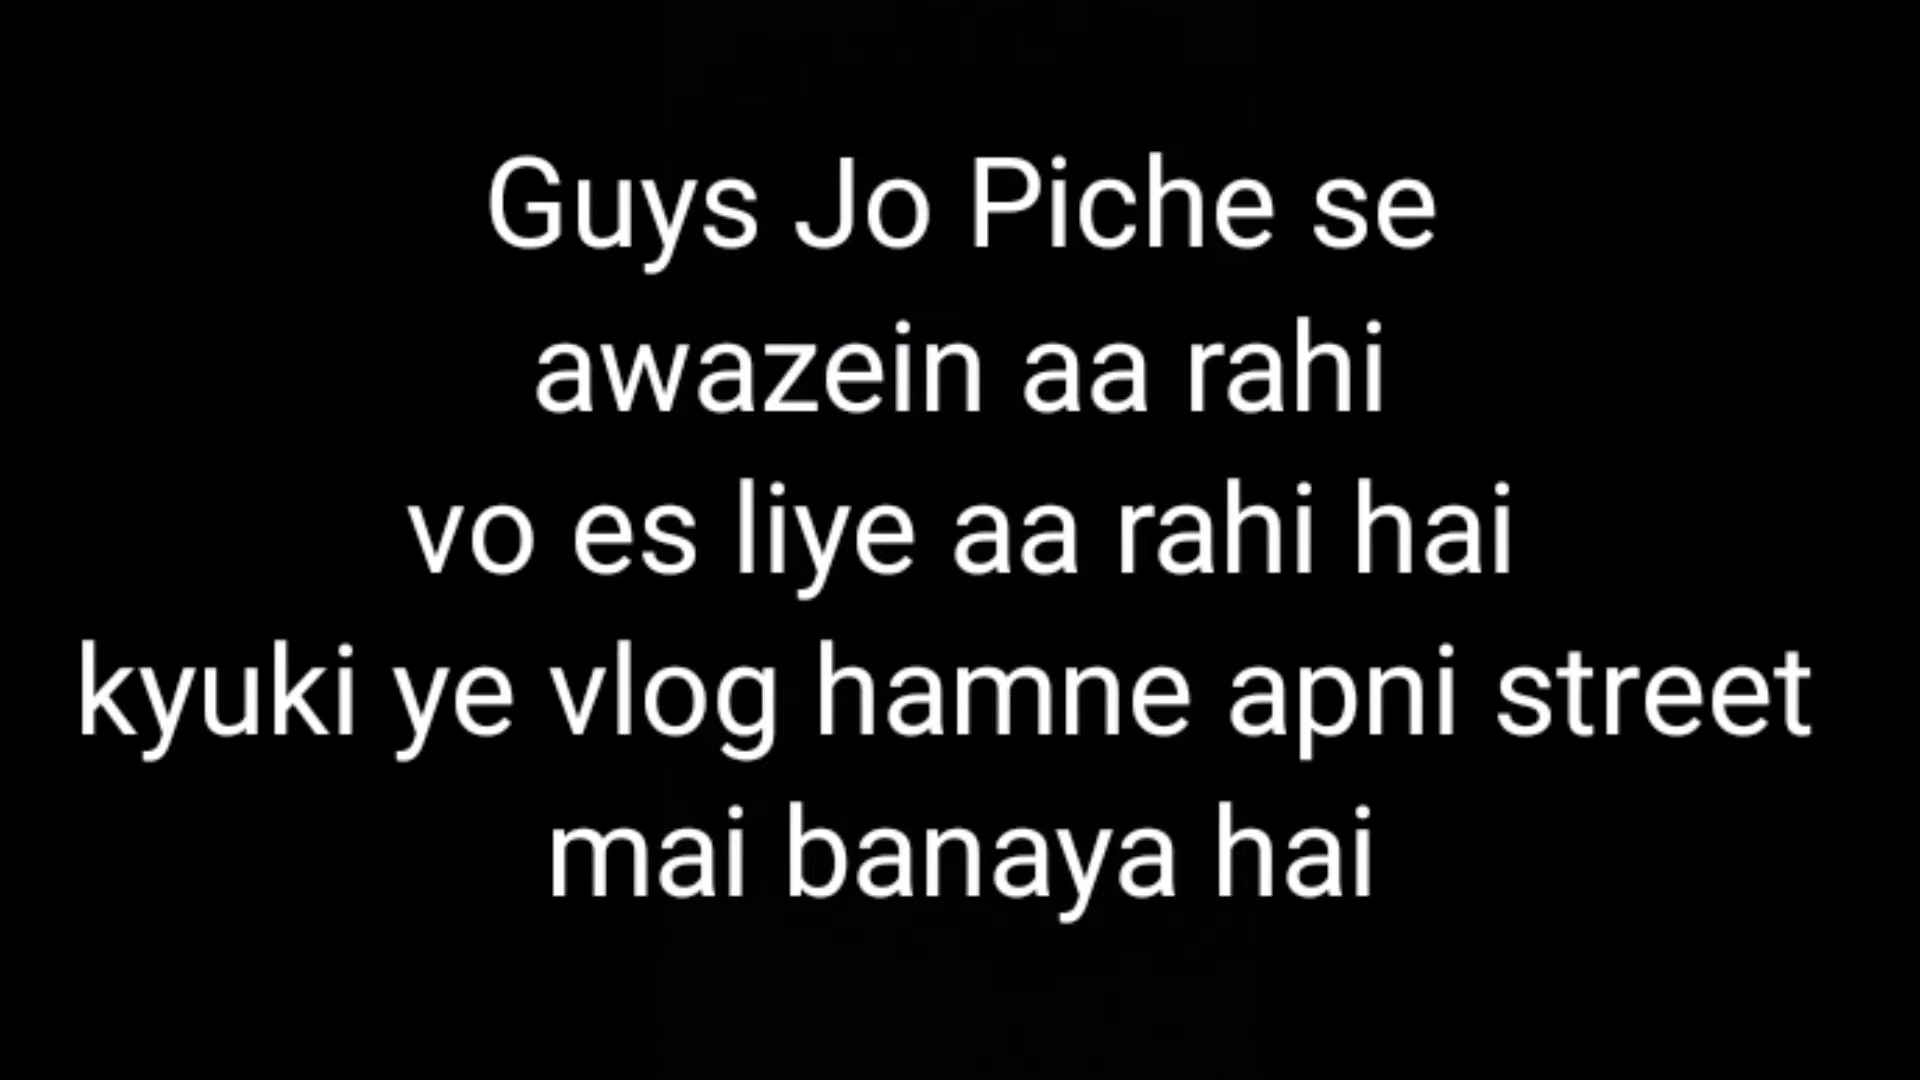 Guys Jo Piche se
awazein aa rahi
vo es liye aa rahi hai
kyuki ye vlog hamne apni street
mai banaya hai